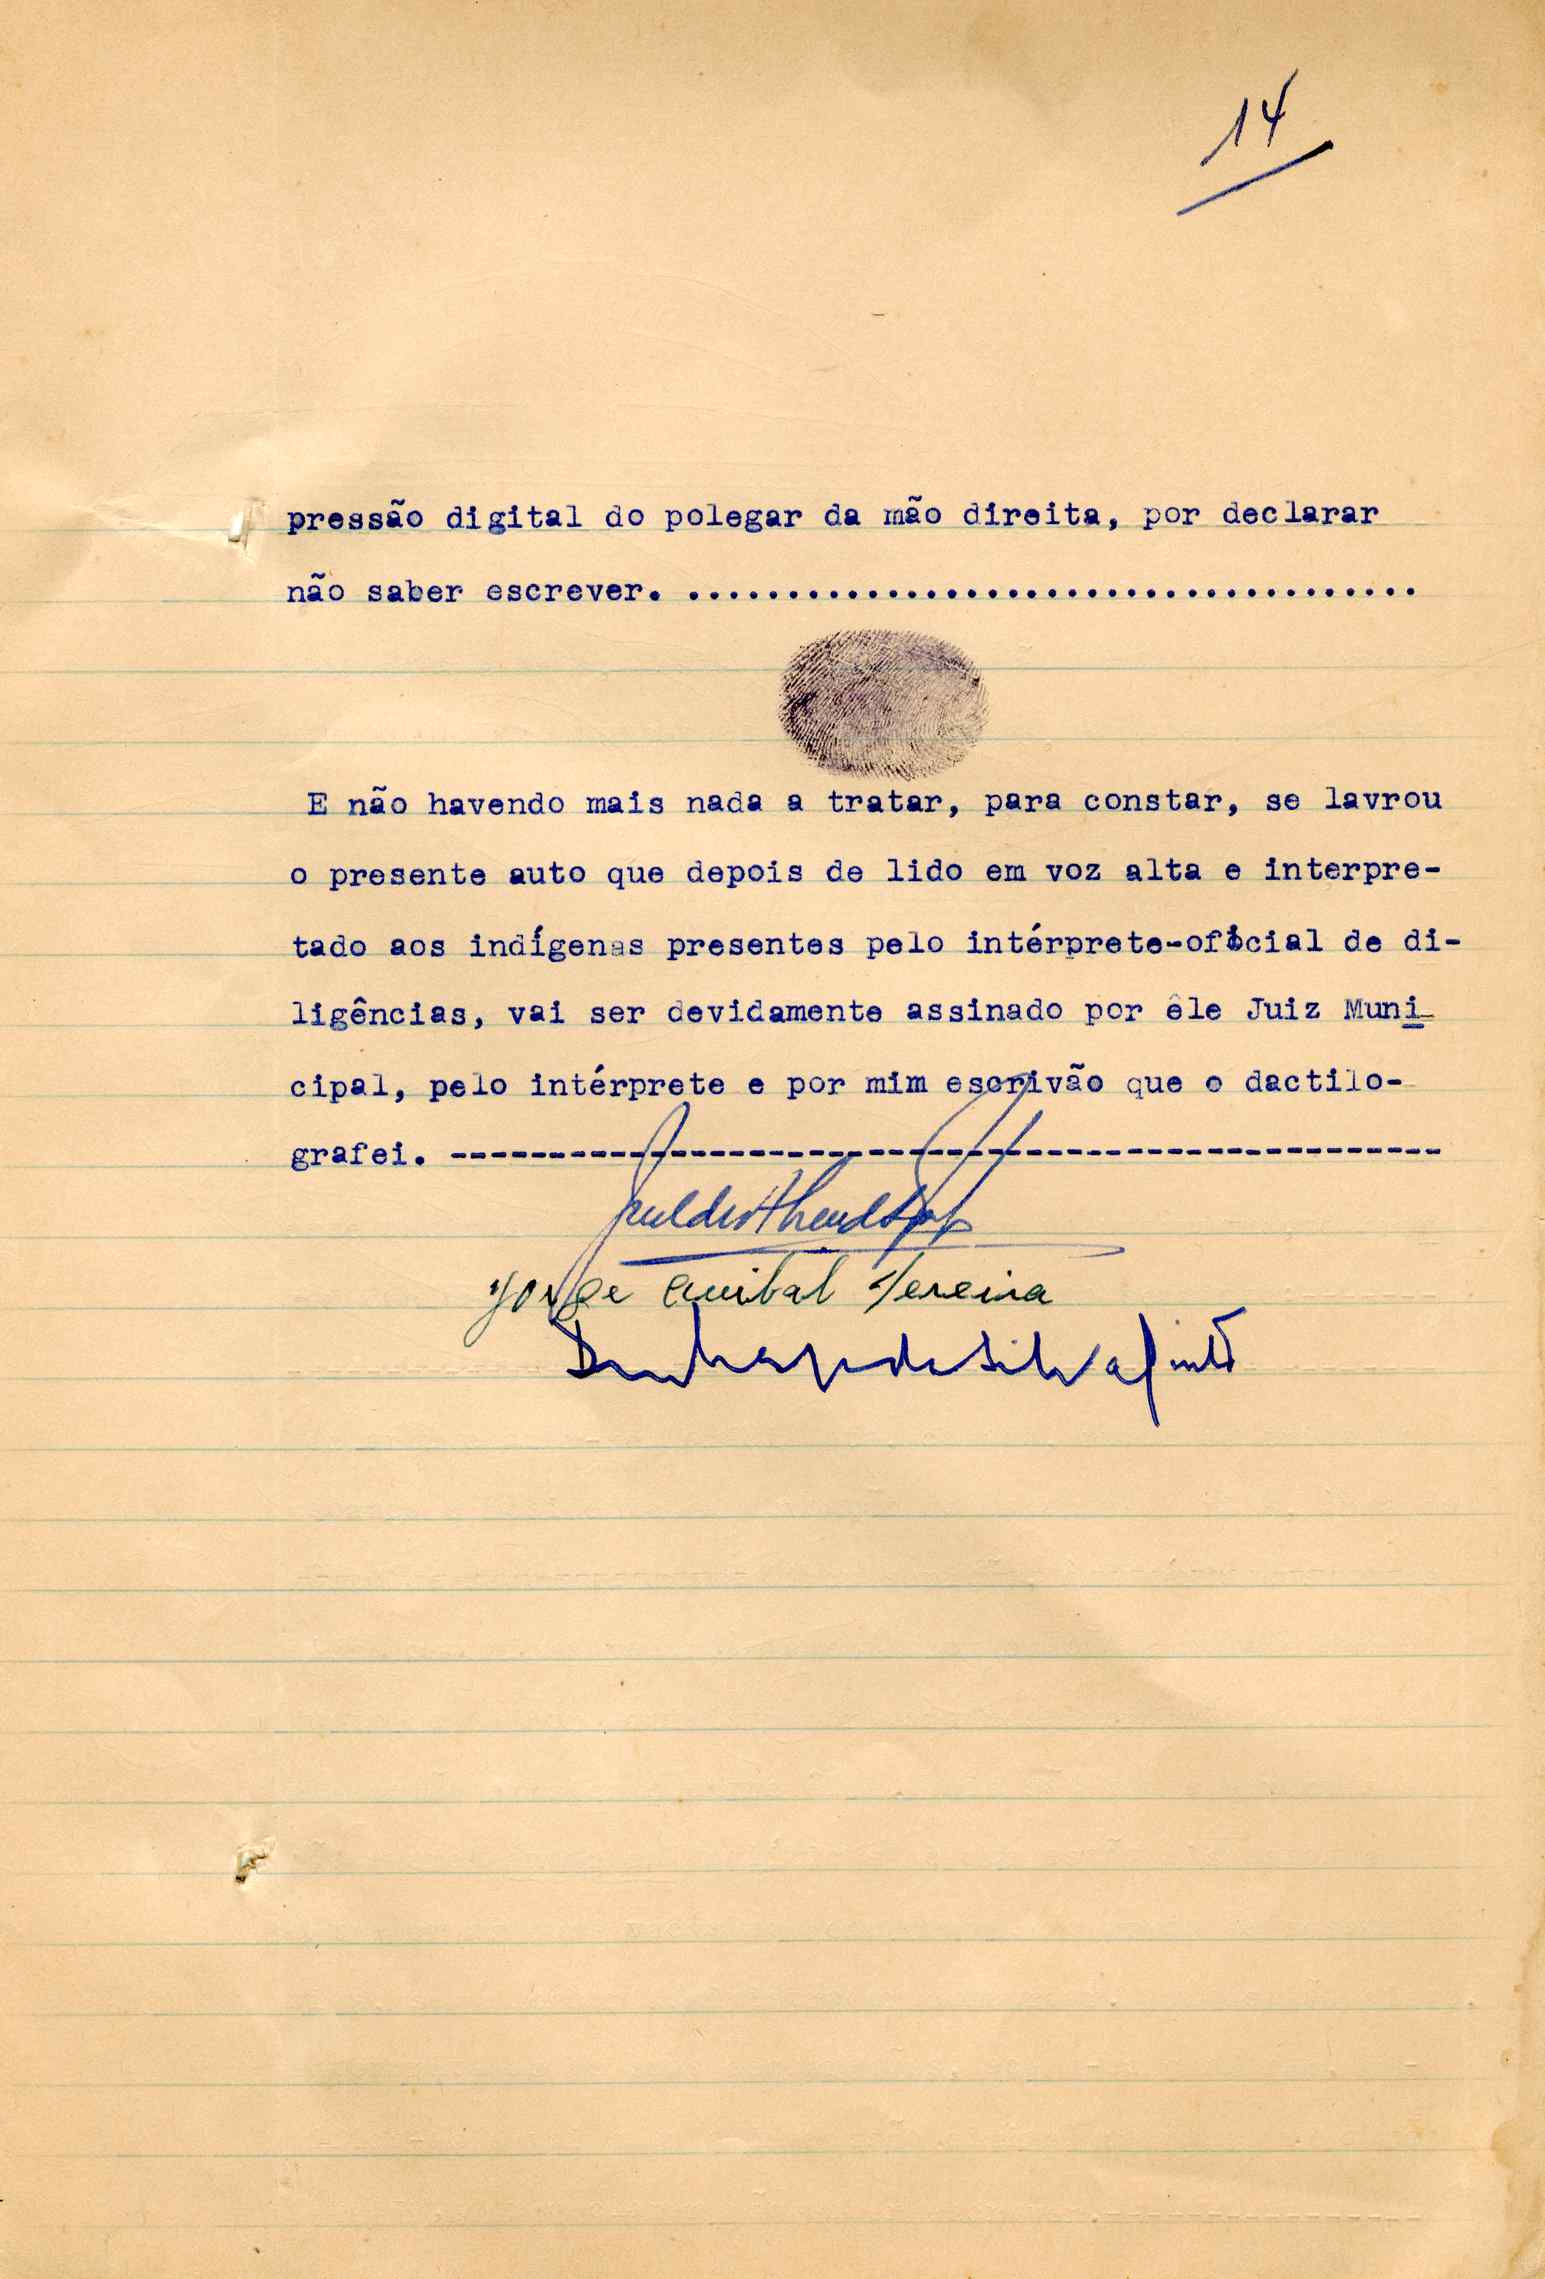 14
pressão digital do polegar da mão direita, por declarar
não saber escrever. .....................................
E não havendo mais nada a tratar, para constar, se lavrou
o presente auto que depois de lido em voz alta e interpre-
tado aos indígenas presentes pelo intérprete-oficial de di-
ligências, vai ser devidamente assinado por êle Juiz Muni-
cipal, pelo intérprete e por mim escrivão que o dactilo-
grafei. --------------------------------------------------
Jorge Anibal Pereira
da Silva Pinto